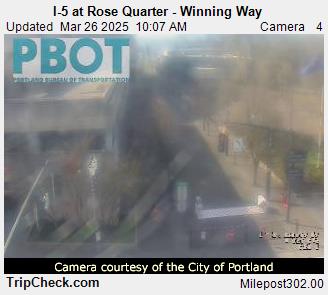 I-5 at Rose Quarter - Winning Way
Updated Mar 26 2025 10:07 AM Camera 4
PBOT
PORTLAND BUREAU OF TRANSPORTATION
Camera courtesy of the City of Portland
TripCheck.com Milepost302.00